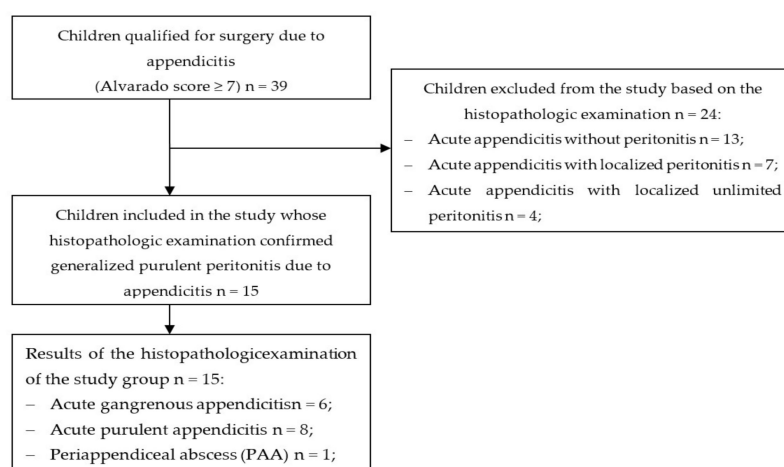 Children qualified for surgery due to
appendicitis
(Alvarado score ≥ 7) n = 39
Children excluded from the study based on the
histopathologic examination n = 24:
– Acute appendicitis without peritonitis n = 13;
– Acute appendicitis with localized peritonitis n = 7;
– Acute appendicitis with localized unlimited
peritonitis n = 4;
Children included in the study whose
histopathologic examination confirmed
generalized purulent peritonitis due to
appendicitis n = 15
Results of the histopathologicexamination
of the study group n = 15:
– Acute gangrenous appendicitisn = 6;
– Acute purulent appendicitis n = 8;
– Periappendiceal abscess (PAA) n = 1;